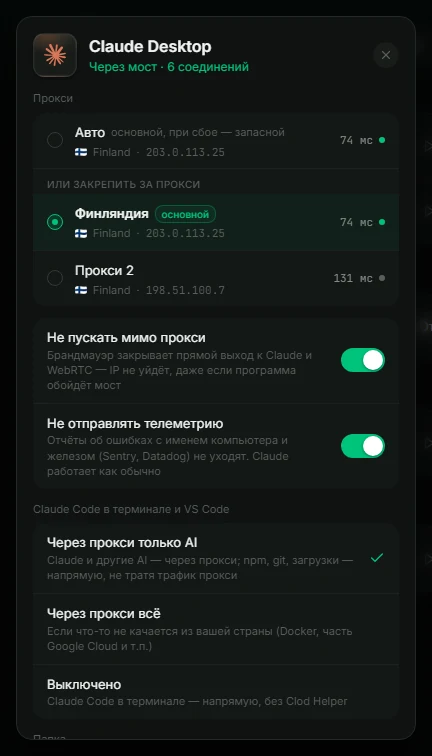 Claude Desktop
Через мост · 6 соединений
Прокси
Авто основной, при сбое — запасной
74 мс
Finland · 203.0.113.25
ИЛИ ЗАКРЕПИТЬ ЗА ПРОКСИ
Финляндия основной
74 мс
Finland · 203.0.113.25
Прокси 2
131 мс
Finland · 198.51.100.7
Не пускать мимо прокси
Брандмауэр закрывает прямой выход к Claude и
WebRTC — IP не уйдёт, даже если программа
обойдёт мост
Не отправлять телеметрию
Отчёты об ошибках с именем компьютера и
железом (Sentry, Datadog) не уходят. Claude
работает как обычно
Claude Code в терминале и VS Code
Через прокси только AI
Claude и другие AI — через прокси; npm, git, загрузки —
напрямую, не тратя трафик прокси
Через прокси всё
Если что-то не качается из вашей страны (Docker, часть
Google Cloud и т.п.)
Выключено
Claude Code в терминале — напрямую, без Clod Helper